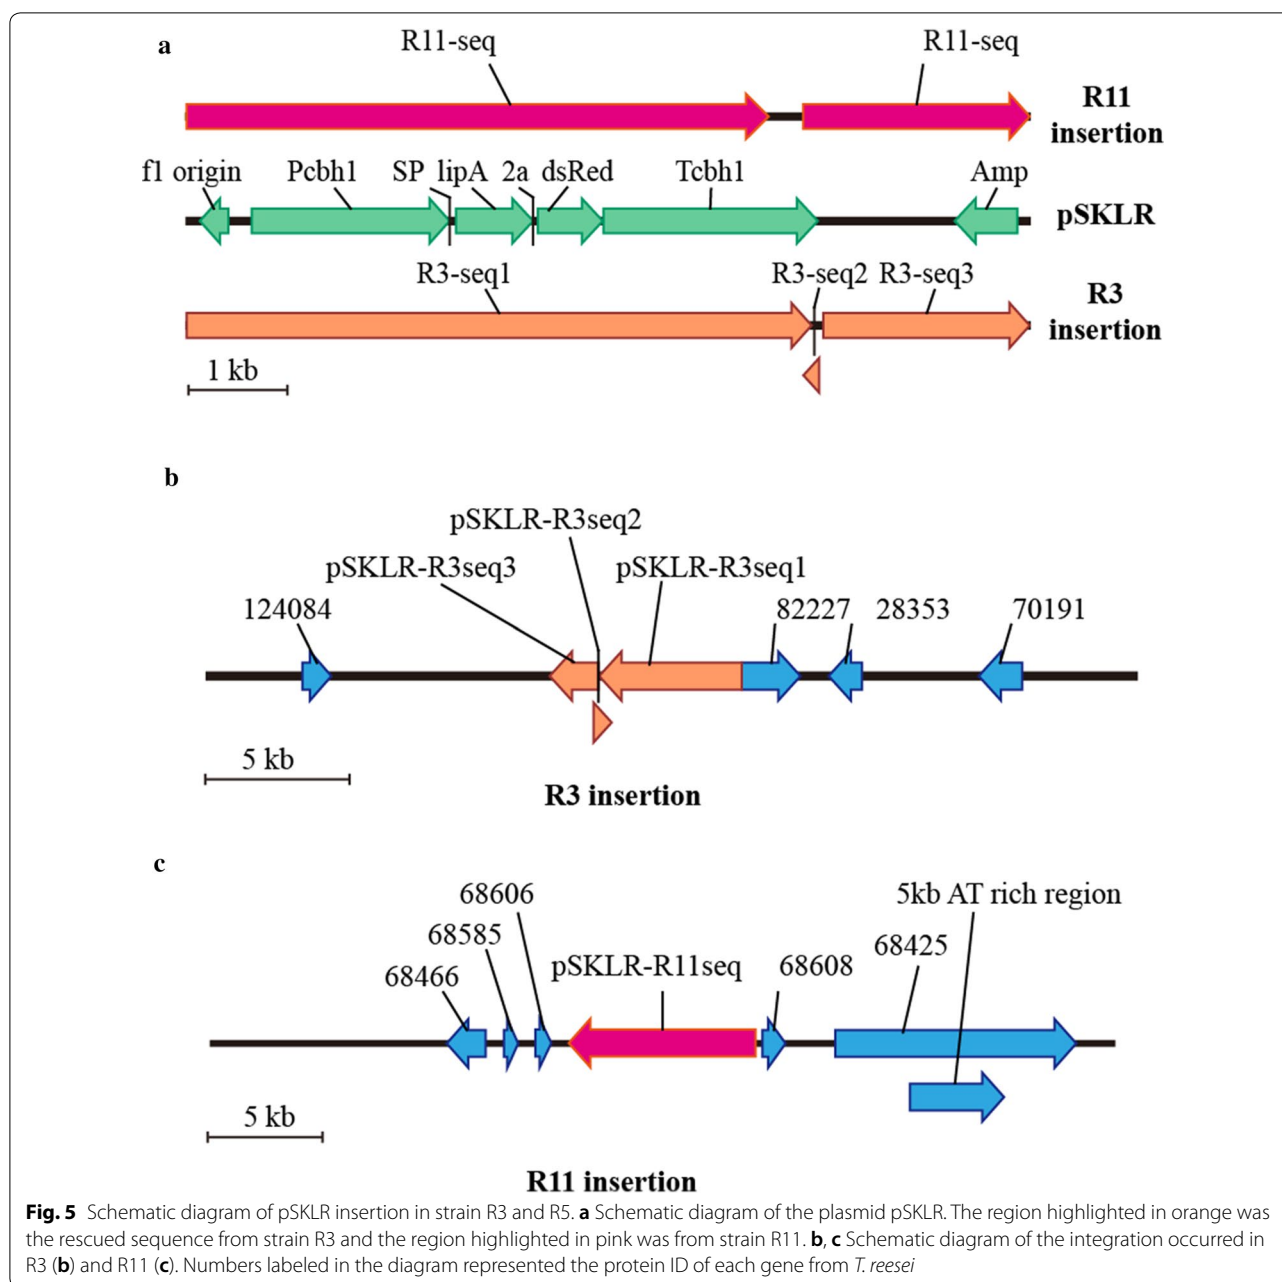 a
R11-seq R11-seq
R11
insertion
f1 origin Pcbh1 SP lipA 2a dsRed Tcbh1 Amp
pSKLR
R3-seq1 R3-seq2 R3-seq3
R3
insertion
1 kb
b
pSKLR-R3seq2
pSKLR-R3seq3 pSKLR-R3seq1
124084 82227 28353 70191
5 kb
R3 insertion
c
68606 5kb AT rich region
68585 68425
68466 pSKLR-R11seq 68608
5 kb
R11 insertion
Fig. 5 Schematic diagram of pSKLR insertion in strain R3 and R5. a Schematic diagram of the plasmid pSKLR. The region highlighted in orange was
the rescued sequence from strain R3 and the region highlighted in pink was from strain R11. b, c Schematic diagram of the integration occurred in
R3 (b) and R11 (c). Numbers labeled in the diagram represented the protein ID of each gene from T. reesei